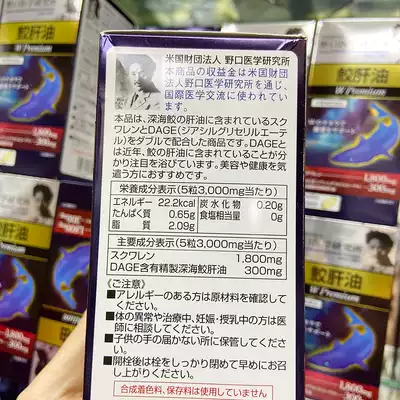 米国財団法人 野口医学研究所
本商品の収益金は米国財団
法人野口医学研究所を通じ、
国際医学交流に使われてい
ます。
本品は、深海鮫の肝油に含まれているスク
ワレンとDAGE(ジアシルグリセリルエーテ
ル)をダブルで配合した商品です。DAGEと
は近年、鮫の肝油に含まれていることが分
かり注目を浴びています。美容や健康を気
遣う方におすすめです。
栄養成分表示(5粒3,000mg当たり)
エネルギー 22.2kcal 炭水化物 0.20g
たんぱく質 0.65g 食塩相当量 0g
脂質 2.09g
主要成分表示(5粒3,000mg当たり)
スクワレン 1,800mg
DAGE含有精製深海鮫肝油 300mg
〈ご注意〉
■アレルギーのある方は原材料を確認して
ください。
■体の異常や治療中、妊娠・授乳中の方は医
師に相談してください。
■子供の手の届かない所に保管してくださ
い。
■開栓後は栓をしっかり閉めて早めにお召
し上がりください。
合成着色料、保存料は使用していません
鮫肝油
W Premium
1,800mg
300mg
鮫肝油
W Premium
鮫肝油
W Premium